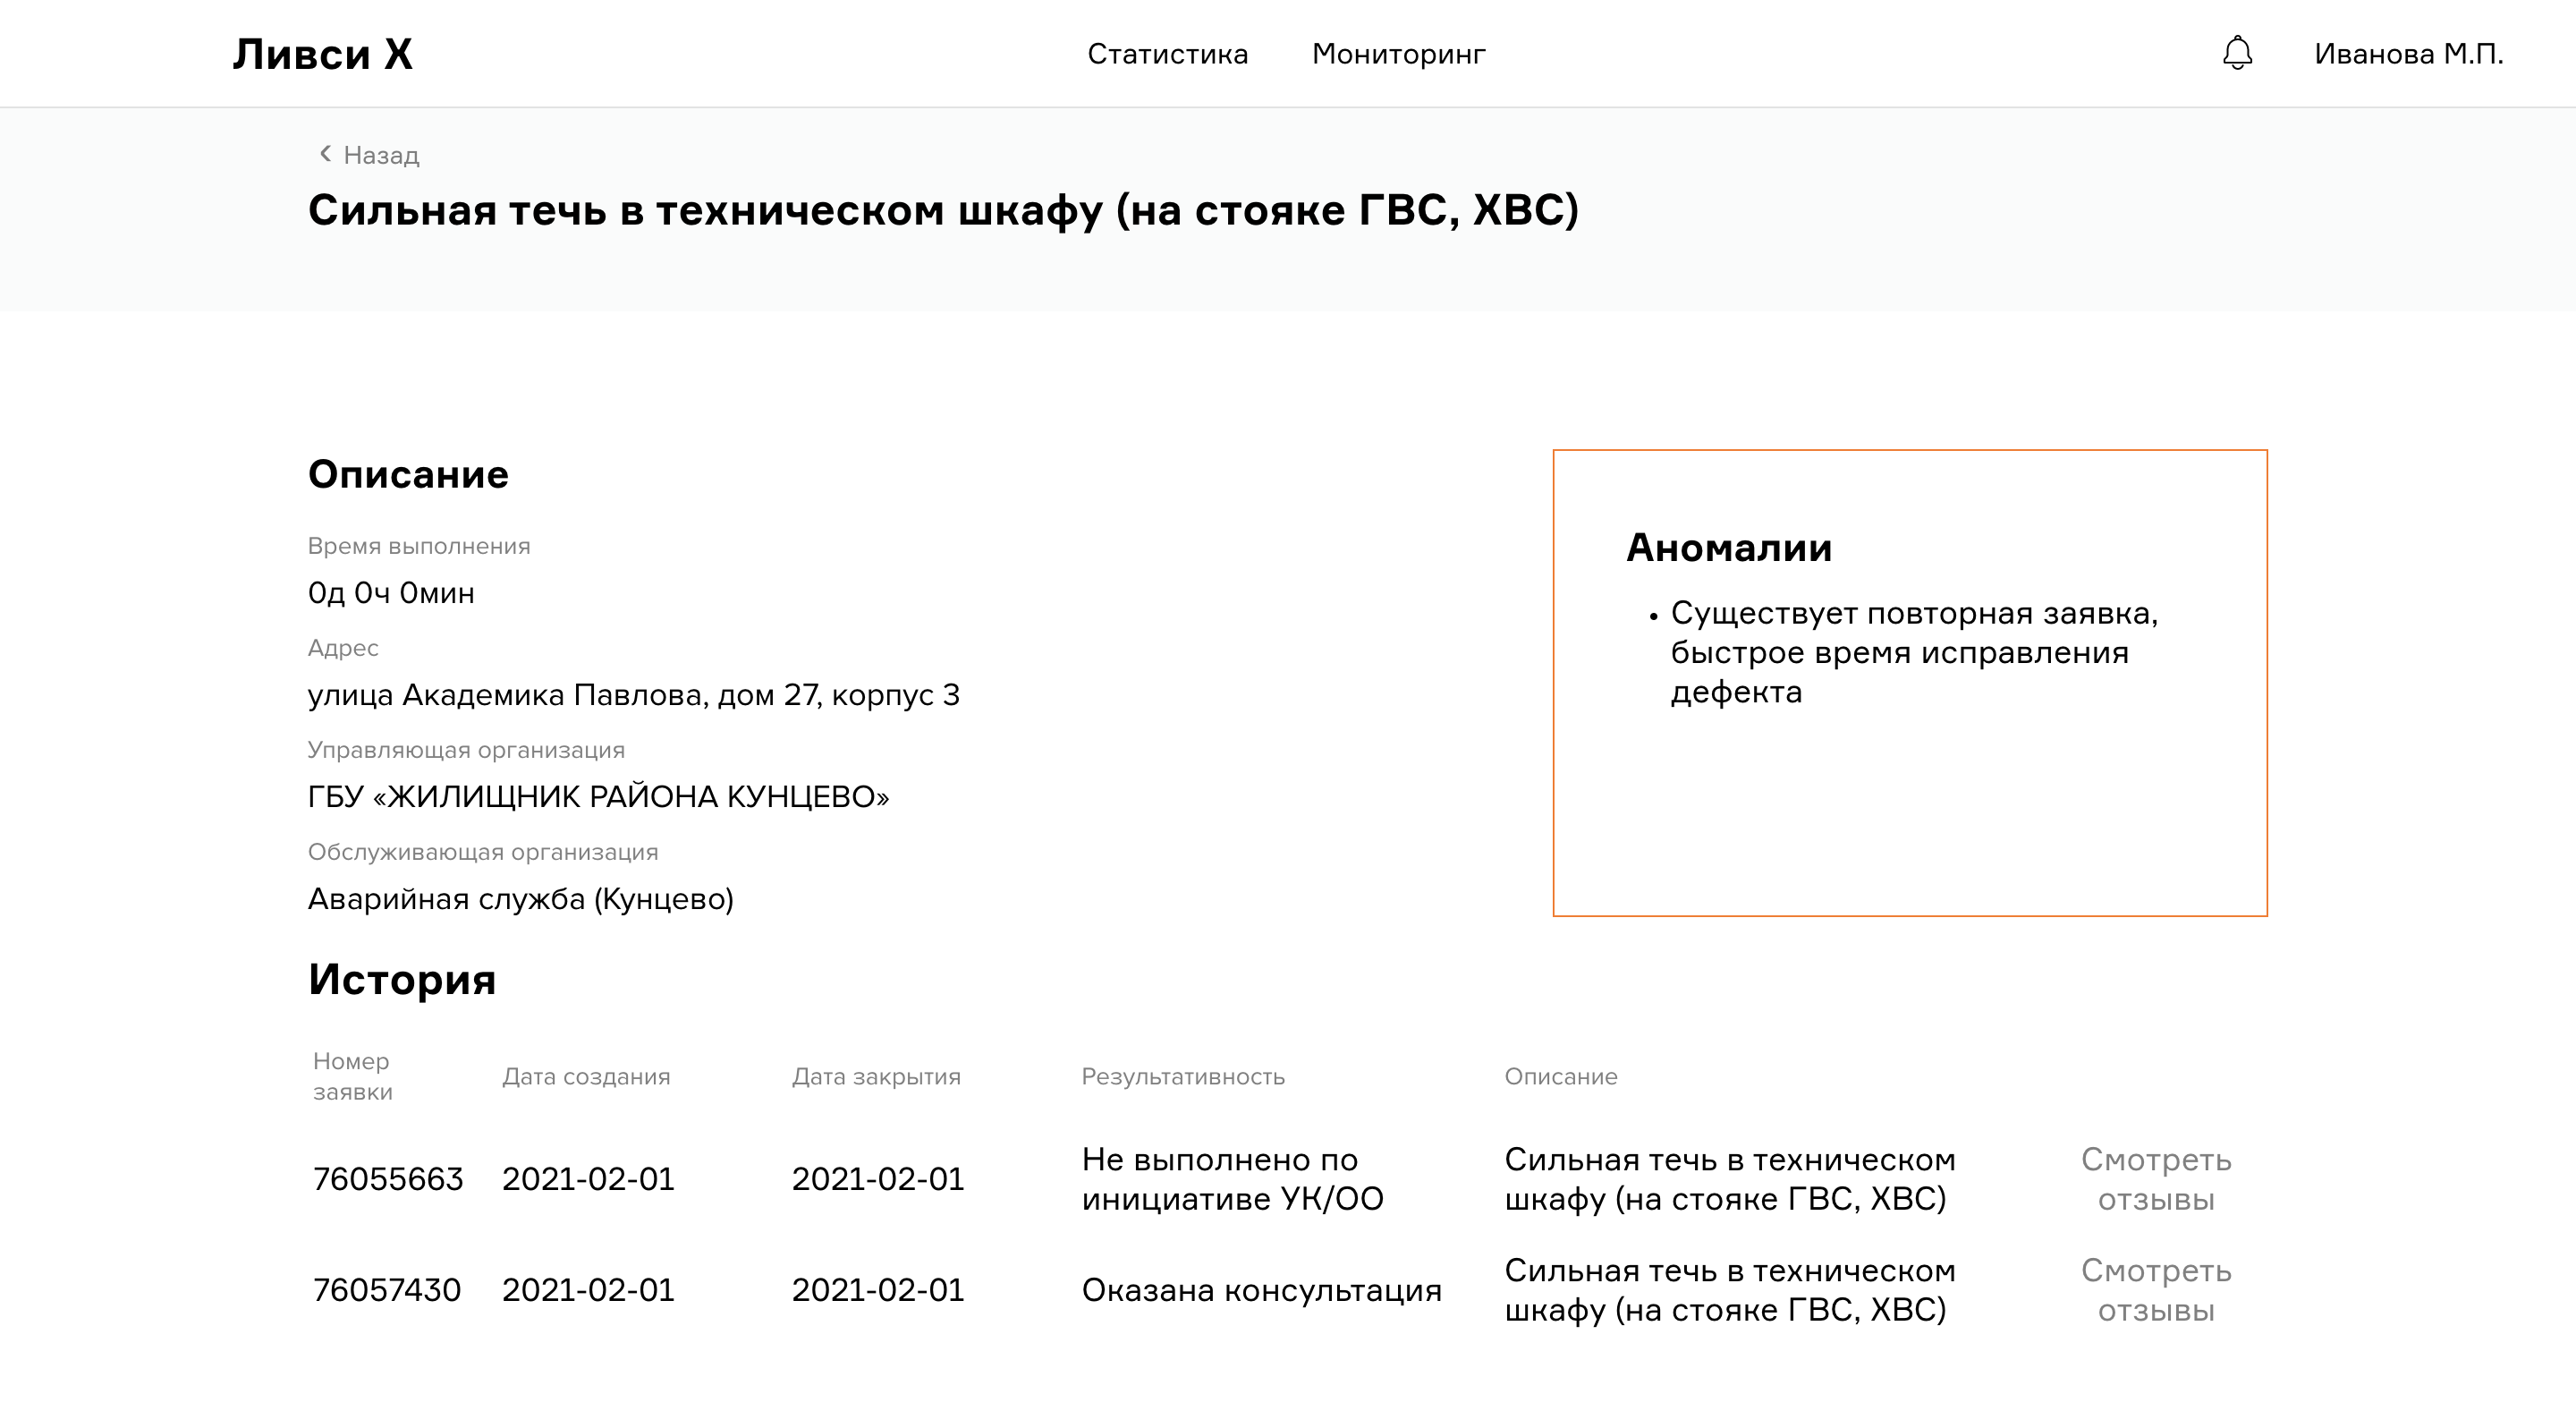 Ливси Х
Статистика
Мониторинг
Иванова М.П.
Назад
Сильная течь в техническом шкафу (на стояке ГВС, ХВС)
Описание
Время выполнения
0д 0ч 0мин
Адрес
улица Академика Павлова, дом 27, корпус 3
Управляющая организация
ГБУ «ЖИЛИЩНИК РАЙОНА КУНЦЕВО»
Обслуживающая организация
Аварийная служба (Кунцево)
Аномалии
• Существует повторная заявка,
быстрое время исправления
дефекта
История
Номер
заявки
Дата создания
Дата закрытия
Результативность
Описание
76055663
2021-02-01
2021-02-01
Не выполнено по
инициативе УК/ОО
Сильная течь в техническом
шкафу (на стояке ГВС, ХВС)
Смотреть
отзывы
76057430
2021-02-01
2021-02-01
Оказана консультация
Сильная течь в техническом
шкафу (на стояке ГВС, ХВС)
Смотреть
отзывы